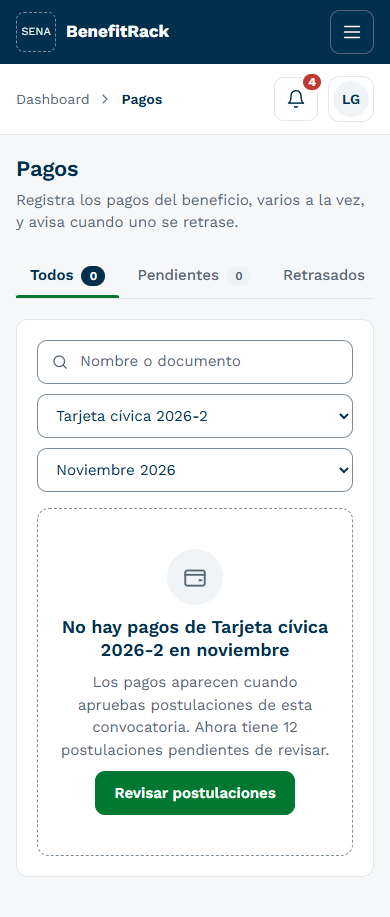 SENA BenefitRack
Dashboard > Pagos
4
LG
Pagos
Registra los pagos del beneficio, varios a la vez,
y avisa cuando uno se retrase.
Todos 0 Pendientes 0 Retrasados
Nombre o documento
Tarjeta cívica 2026-2
Noviembre 2026
No hay pagos de Tarjeta cívica
2026-2 en noviembre
Los pagos aparecen cuando
apruebas postulaciones de esta
convocatoria. Ahora tiene 12
postulaciones pendientes de revisar.
Revisar postulaciones